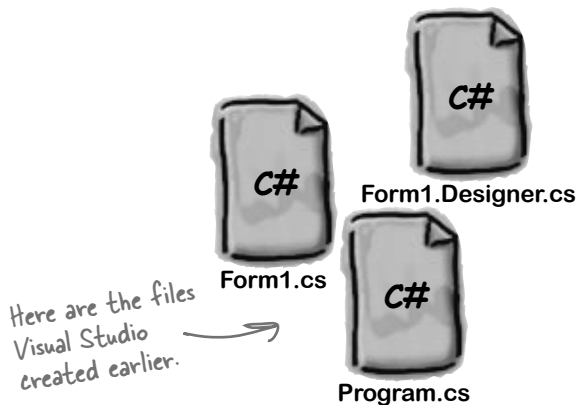 C#
Form1.Designer.cs
C#
Form1.cs
C#
Program.cs
Here are the files
Visual Studio
created earlier.